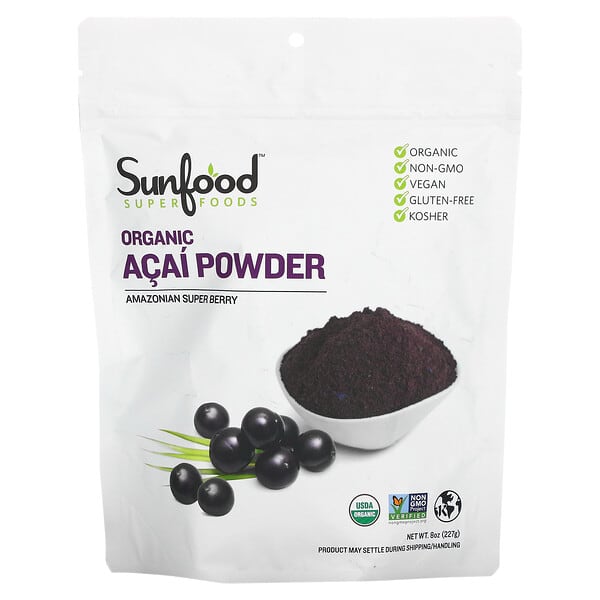 Sunfood™
SUPERFOODS
ORGANIC
AÇAÍ POWDER
AMAZONIAN SUPER BERRY
ORGANIC
NON-GMO
VEGAN
GLUTEN-FREE
KOSHER
USDA
ORGANIC
NON
GMO
Project
VERIFIED
nongmoproject.org
K
NET WT. 8oz (227g)
PRODUCT MAY SETTLE DURING SHIPPING/HANDLING